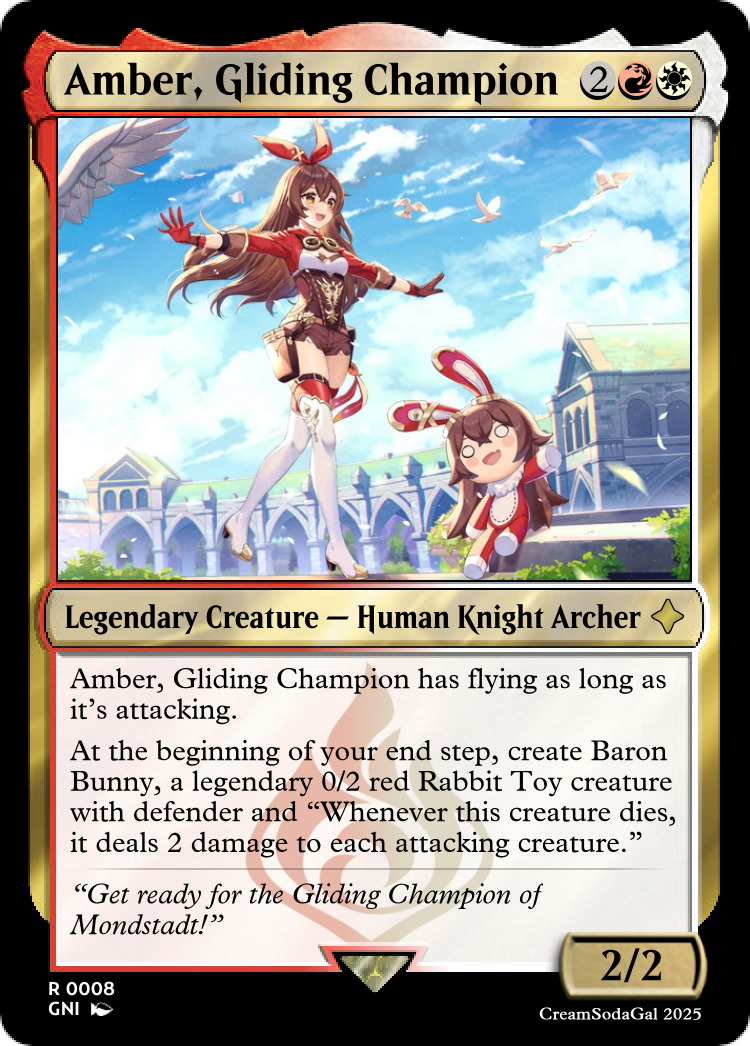 Amber, Gliding Champion 2
Legendary Creature — Human Knight Archer
Amber, Gliding Champion has flying as long as
it's attacking.
At the beginning of your end step, create Baron
Bunny, a legendary 0/2 red Rabbit Toy creature
with defender and “Whenever this creature dies,
it deals 2 damage to each attacking creature.”
“Get ready for the Gliding Champion of
Mondstadt!”
2/2
R 0008
GNI
CreamSodaGal 2025